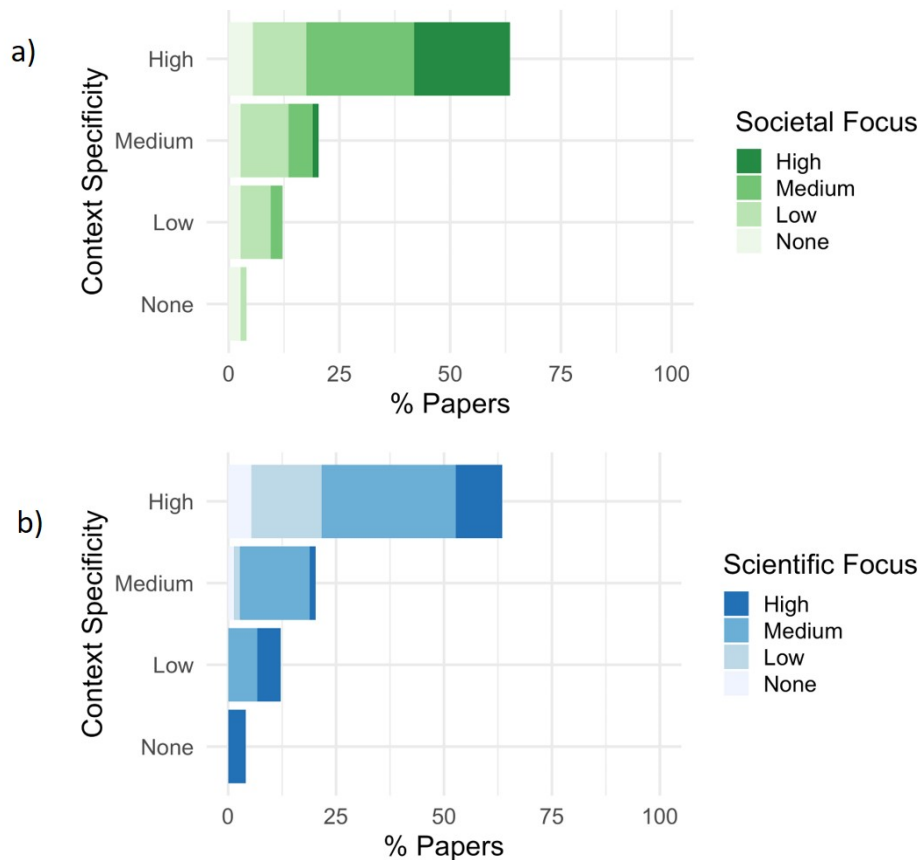 a)
Context Specificity
High
Medium
Low
None
0 25 50 75 100
% Papers
Societal Focus
High
Medium
Low
None
b)
Context Specificity
High
Medium
Low
None
0 25 50 75 100
% Papers
Scientific Focus
High
Medium
Low
None